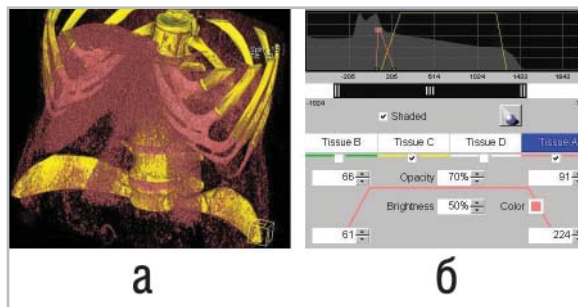 -205 205 614 1024 1433 1843
-1024
Shaded
Tissue B Tissue C Tissue D Tissue A
66 Opacity 70% 91
Brightness 50% Color
61 224
а б